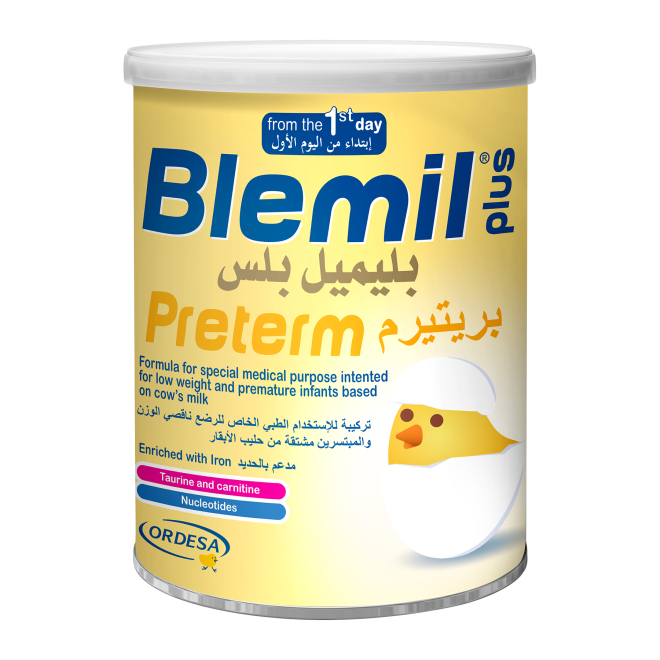 from the 1st day
إبتداء من اليوم الأول
Blemil® plus
بليميل بلس
Preterm بريتيرم
Formula for special medical purpose intented
for low weight and premature infants based
on cow's milk
تركيبة للإستخدام الطبي الخاص للرضع ناقصي الوزن
والمبتسرين مشتقة من حليب الأبقار
Enriched with Iron مدعم بالحديد
Taurine and carnitine
Nucleotides
ORDESA